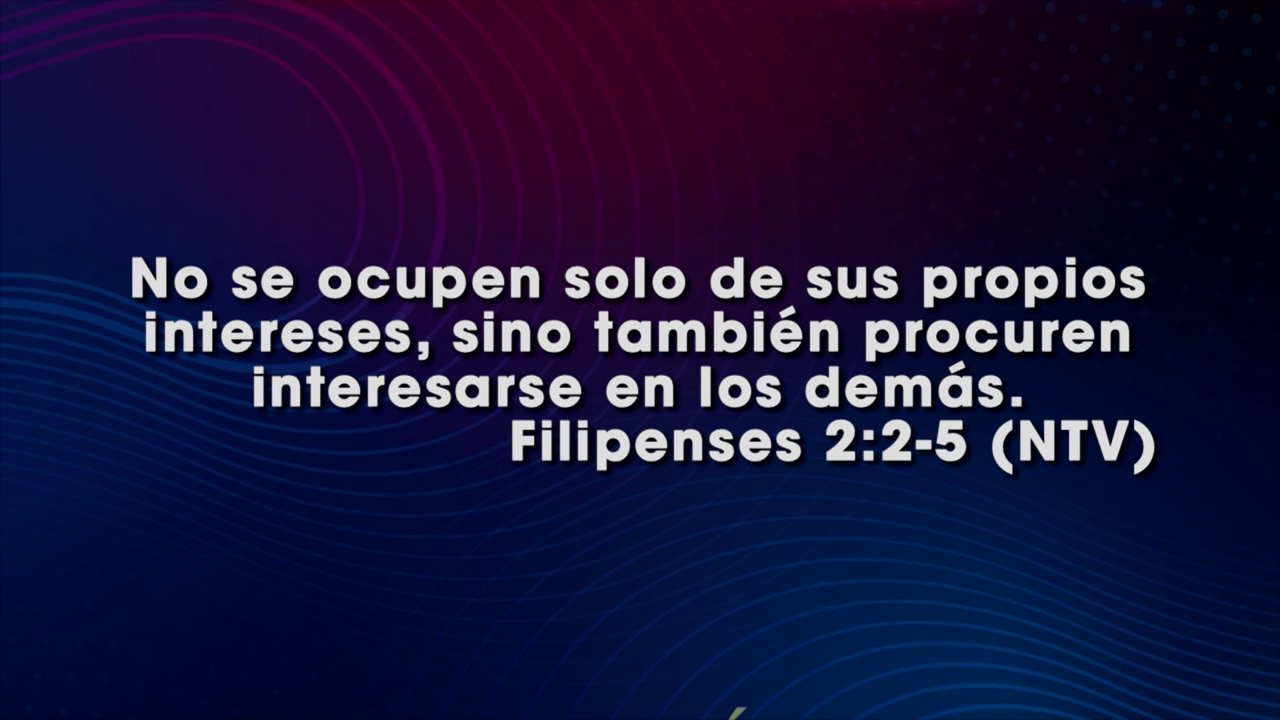 No se ocupen solo de sus propios
intereses, sino también procuren
interesarse en los demás.
Filipenses 2:2-5 (NTV)